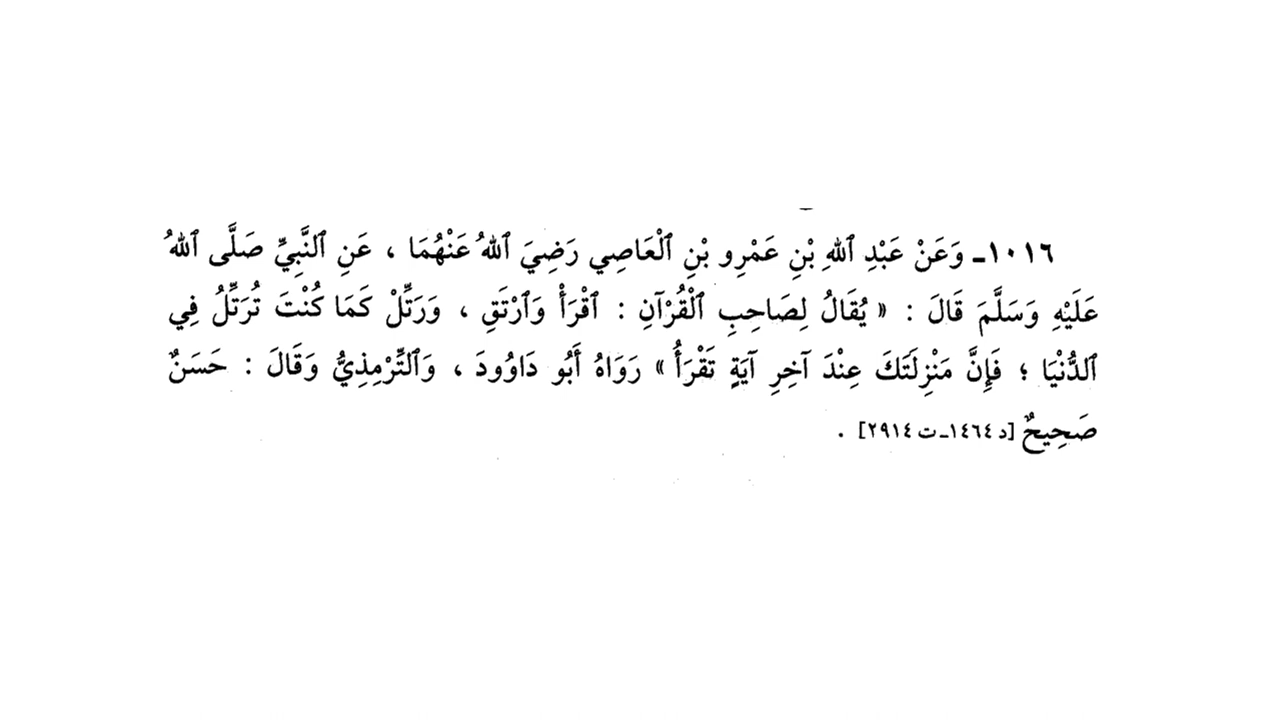 ١٠١٦ـ وَعَنْ عَبْدِ ٱللهِ بْنِ عَمْرِو بْنِ ٱلْعَاصِي رَضِيَ ٱللهُ عَنْهُمَا ، عَنِ ٱلنَّبِيِّ صَلَّى ٱللهُ
عَلَيْهِ وَسَلَّمَ قَالَ : « يُقَالُ لِصَاحِبِ ٱلْقُرْآنِ : ٱقْرَأْ وَٱرْتَقِ ، وَرَتِّلْ كَمَا كُنْتَ تُرَتِّلُ فِي
ٱلدُّنْيَا ؛ فَإِنَّ مَنْزِلَتَكَ عِنْدَ آخِرِ آيَةٍ تَقْرَأُ » رَوَاهُ أَبُو دَاوُودَ ، وَٱلتِّرْمِذِيُّ وَقَالَ : حَسَنٌ
صَحِيحٌ [د ١٤٦٤ـ ت ٢٩١٤] .